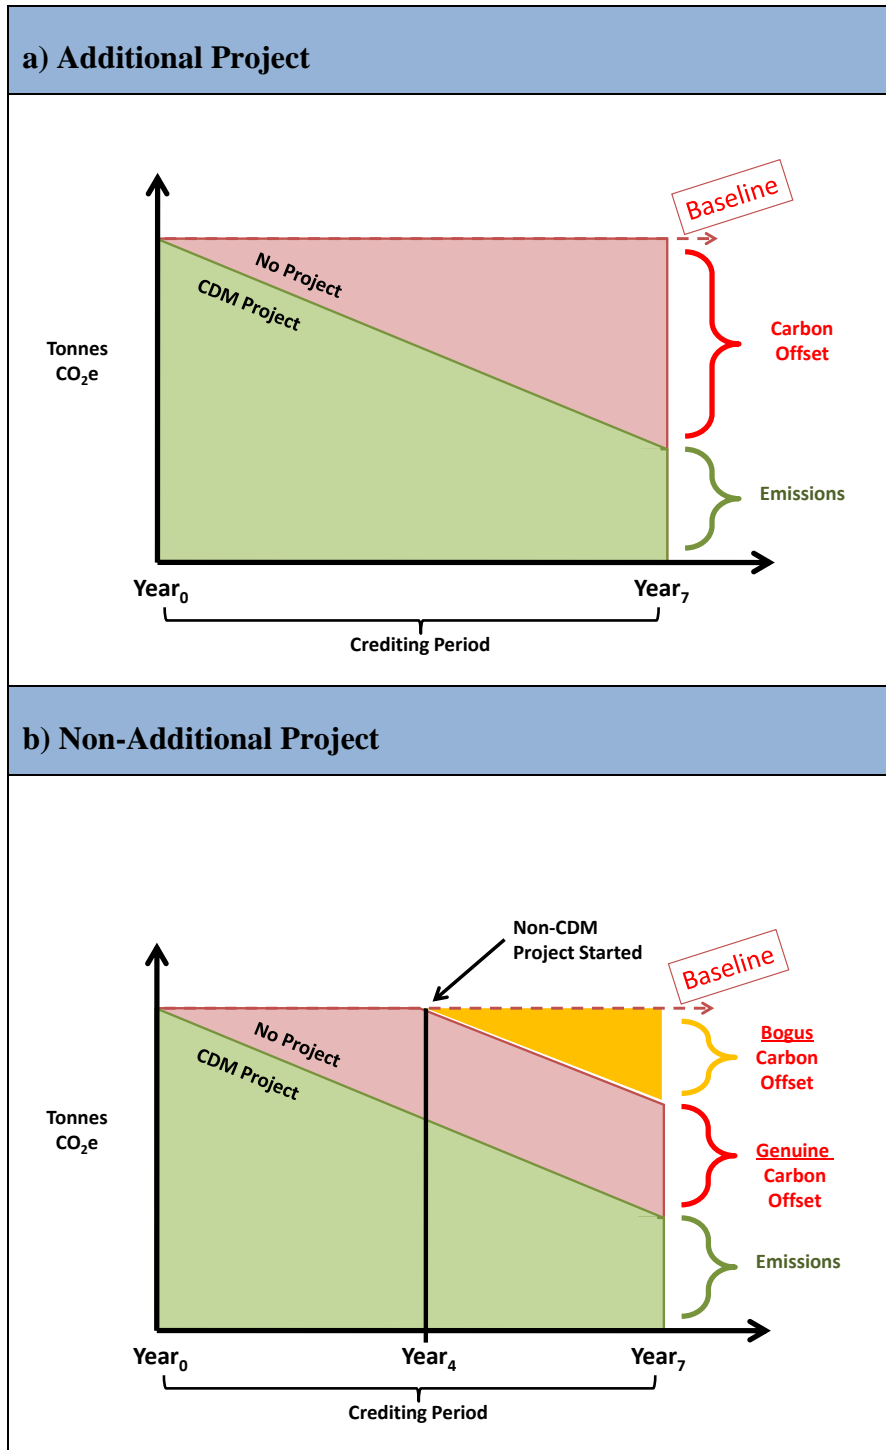 a) Additional Project
Baseline
No Project
CDM Project
Tonnes
CO₂e
Carbon
Offset
Emissions
Year₀
Year₇
Crediting Period
b) Non-Additional Project
Non-CDM
Project Started
Baseline
No Project
CDM Project
Bogus
Carbon
Offset
Tonnes
CO₂e
Genuine
Carbon
Offset
Emissions
Year₀
Year₄
Year₇
Crediting Period